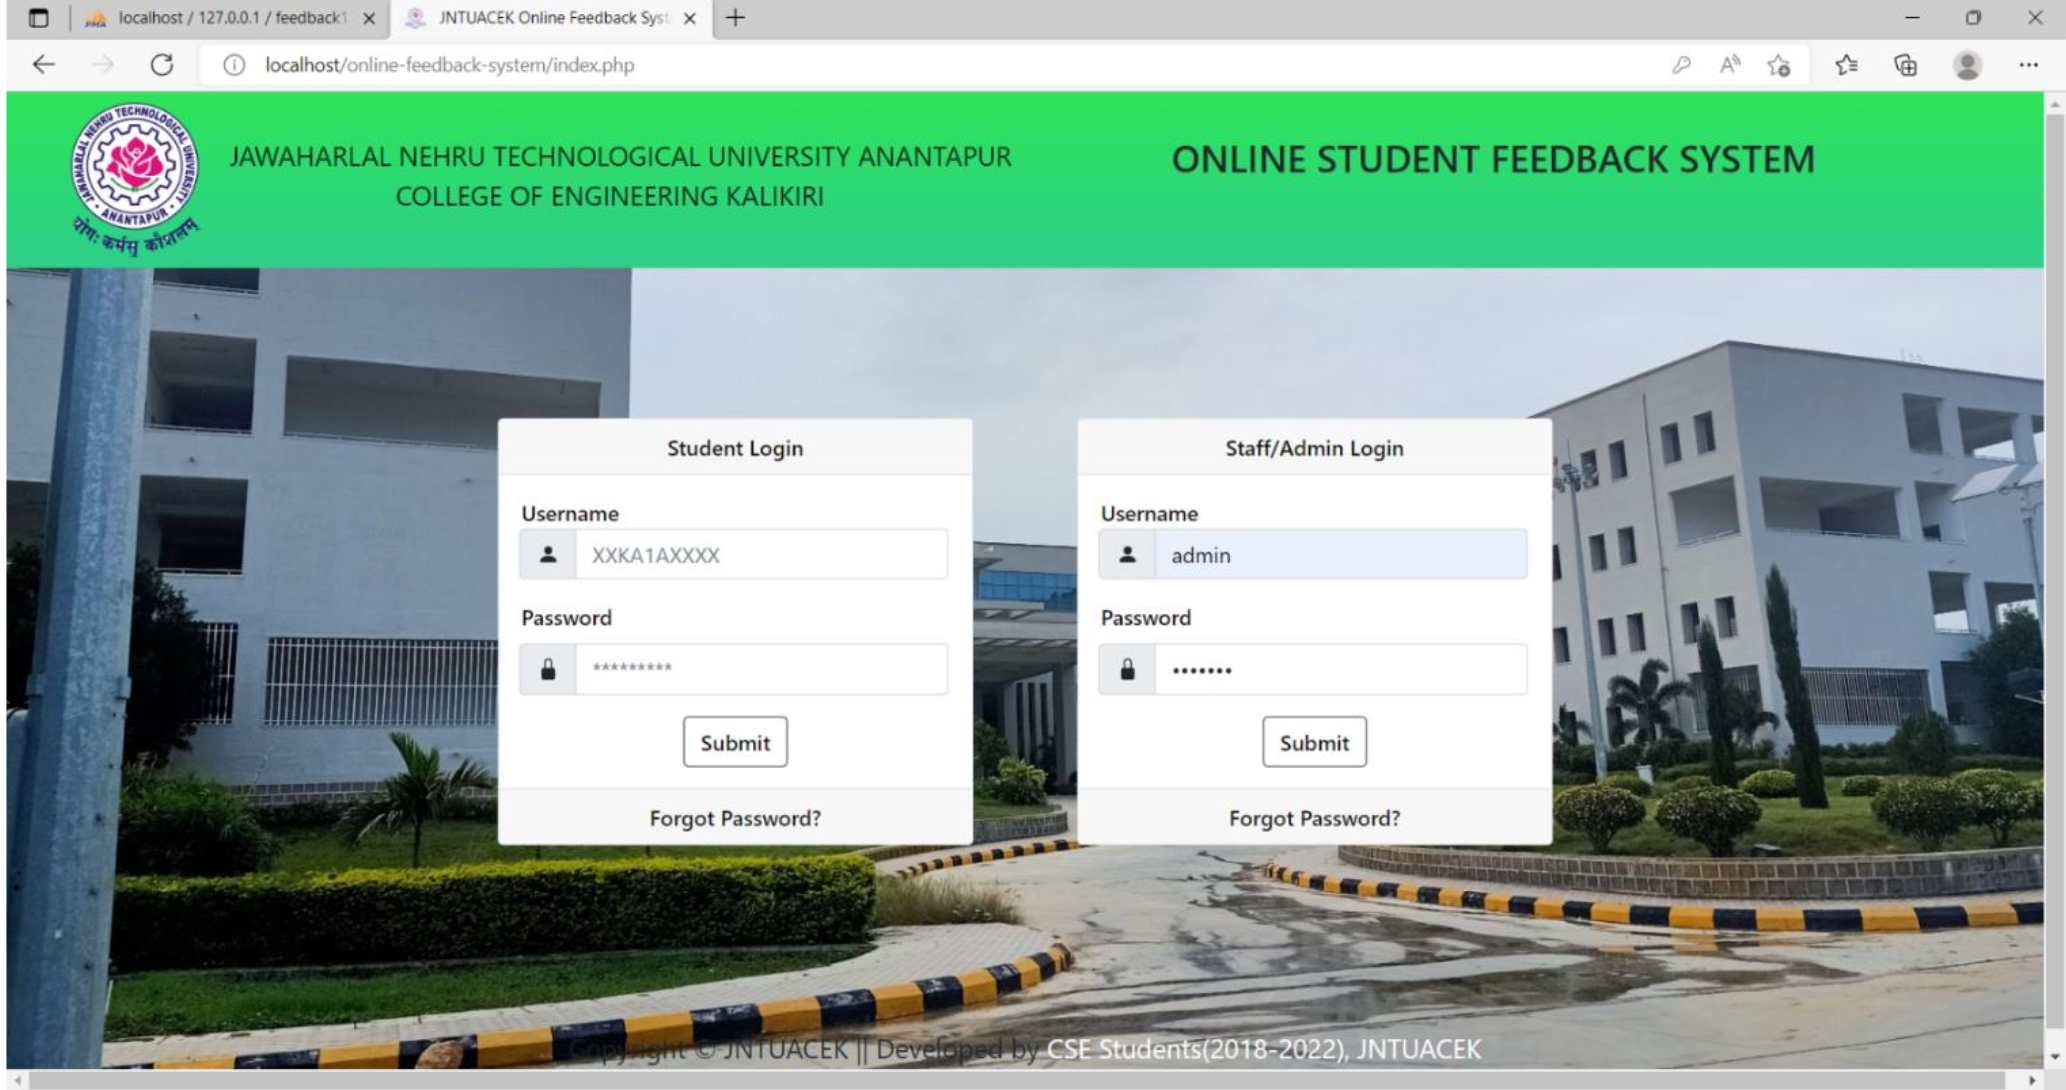 localhost / 127.0.0.1 / feedback1
JNTUACEK Online Feedback Syst
localhost/online-feedback-system/index.php
JAWAHARLAL NEHRU TECHNOLOGICAL UNIVERSITY
ANANTAPUR
योगः कर्मसु कौशलम्
JAWAHARLAL NEHRU TECHNOLOGICAL UNIVERSITY ANANTAPUR
COLLEGE OF ENGINEERING KALIKIRI
ONLINE STUDENT FEEDBACK SYSTEM
Student Login
Username
XXKA1AXXXX
Password
*********
Submit
Forgot Password?
Staff/Admin Login
Username
admin
Password
•••••••
Submit
Forgot Password?
Copyright © JNTUACEK || Developed by CSE Students(2018-2022), JNTUACEK